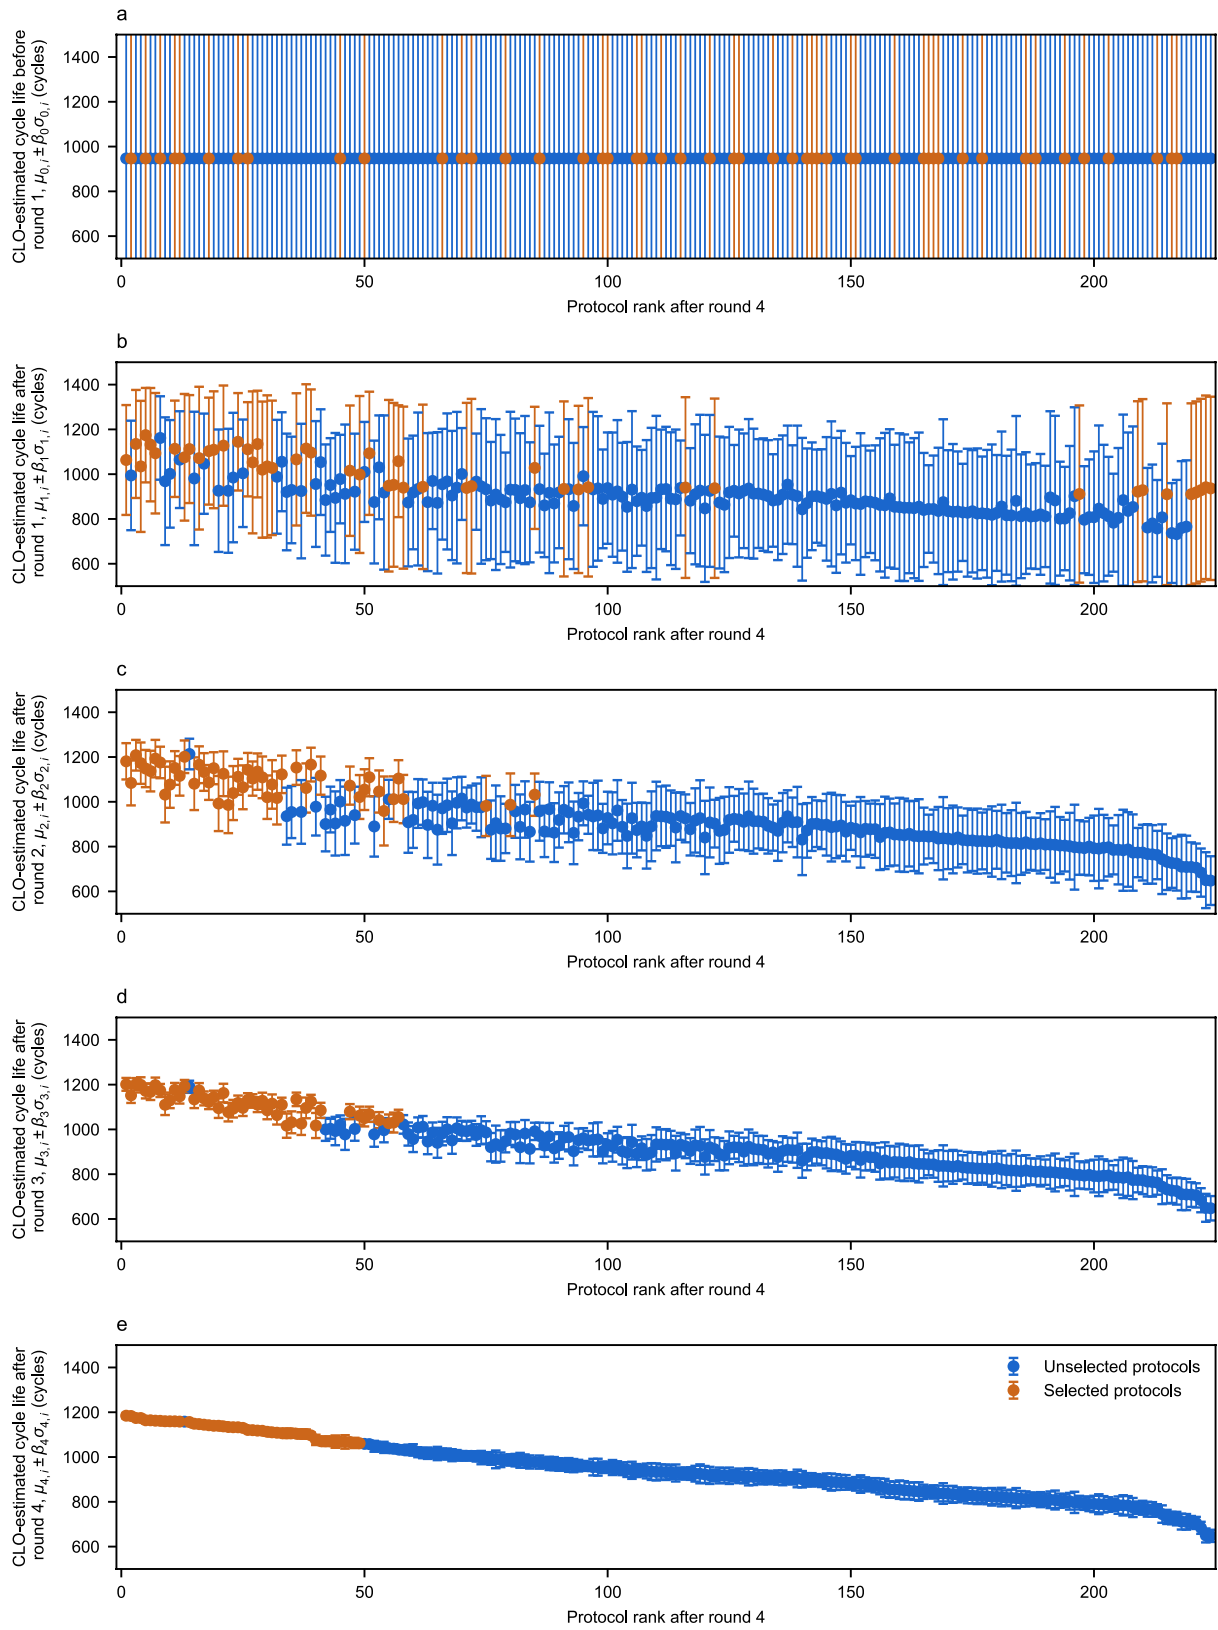 a
CLO-estimated cycle life before
round 1, μ0,i ± β0σ0,i (cycles)
1400
1200
1000
800
600
0 50 100 150 200
Protocol rank after round 4
b
CLO-estimated cycle life after
round 1, μ1,i ± β1σ1,i (cycles)
1400
1200
1000
800
600
0 50 100 150 200
Protocol rank after round 4
c
CLO-estimated cycle life after
round 2, μ2,i ± β2σ2,i (cycles)
1400
1200
1000
800
600
0 50 100 150 200
Protocol rank after round 4
d
CLO-estimated cycle life after
round 3, μ3,i ± β3σ3,i (cycles)
1400
1200
1000
800
600
0 50 100 150 200
Protocol rank after round 4
e
CLO-estimated cycle life after
round 4, μ4,i ± β4σ4,i (cycles)
1400
1200
1000
800
600
Unselected protocols
Selected protocols
0 50 100 150 200
Protocol rank after round 4